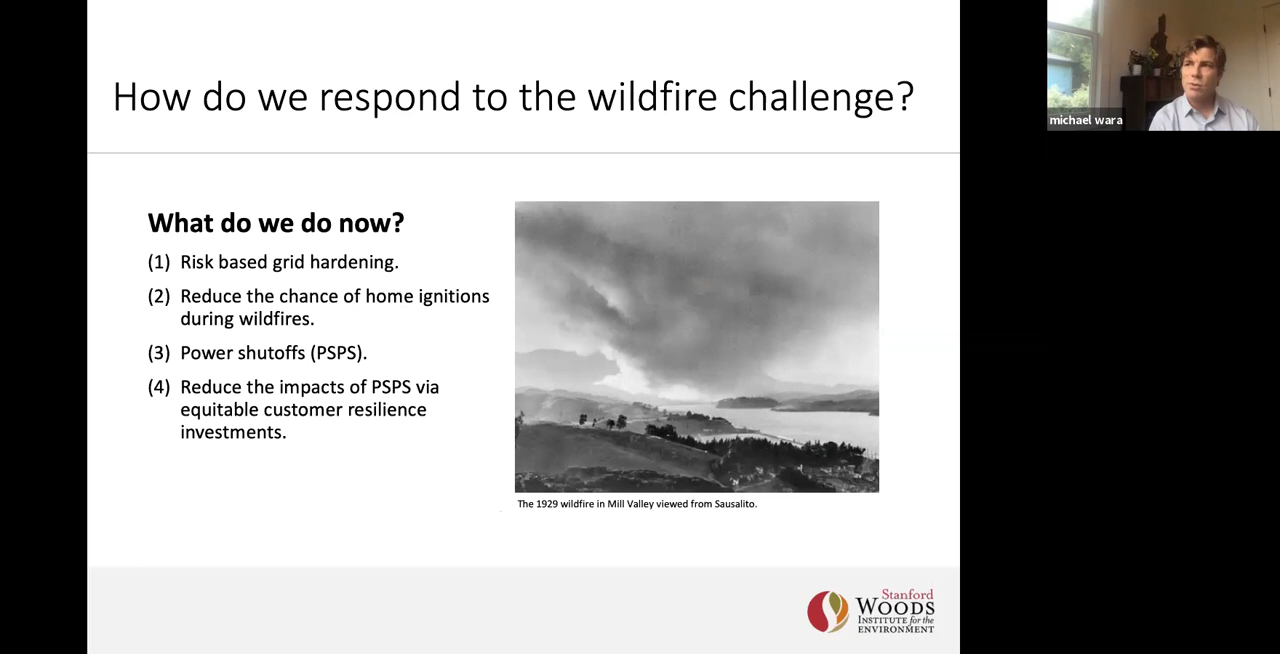 How do we respond to the wildfire challenge?
michael wara
What do we do now?
(1) Risk based grid hardening.
(2) Reduce the chance of home ignitions
during wildfires.
(3) Power shutoffs (PSPS).
(4) Reduce the impacts of PSPS via
equitable customer resilience
investments.
The 1929 wildfire in Mill Valley viewed from Sausalito.
Stanford
WOODS
INSTITUTE for the
ENVIRONMENT